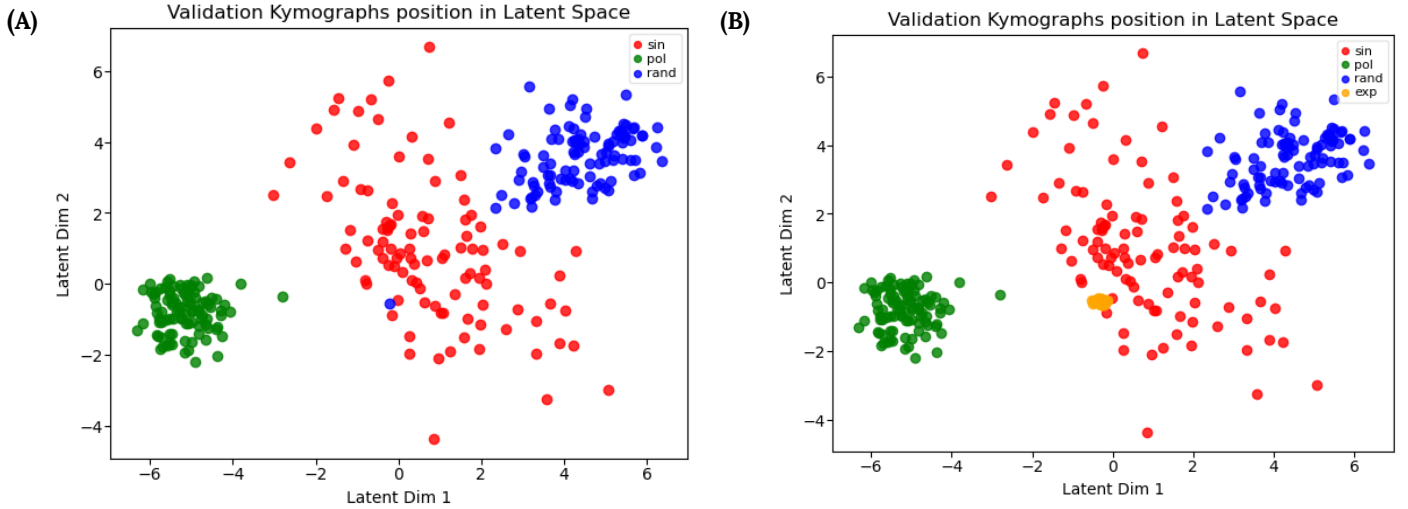 (A)
Validation Kymographs position in Latent Space
sin
pol
rand
6
4
2
0
−2
−4
Latent Dim 2
−6
−4
−2
0
2
4
6
Latent Dim 1
(B)
Validation Kymographs position in Latent Space
sin
pol
rand
exp
6
4
2
0
−2
−4
Latent Dim 2
−6
−4
−2
0
2
4
6
Latent Dim 1